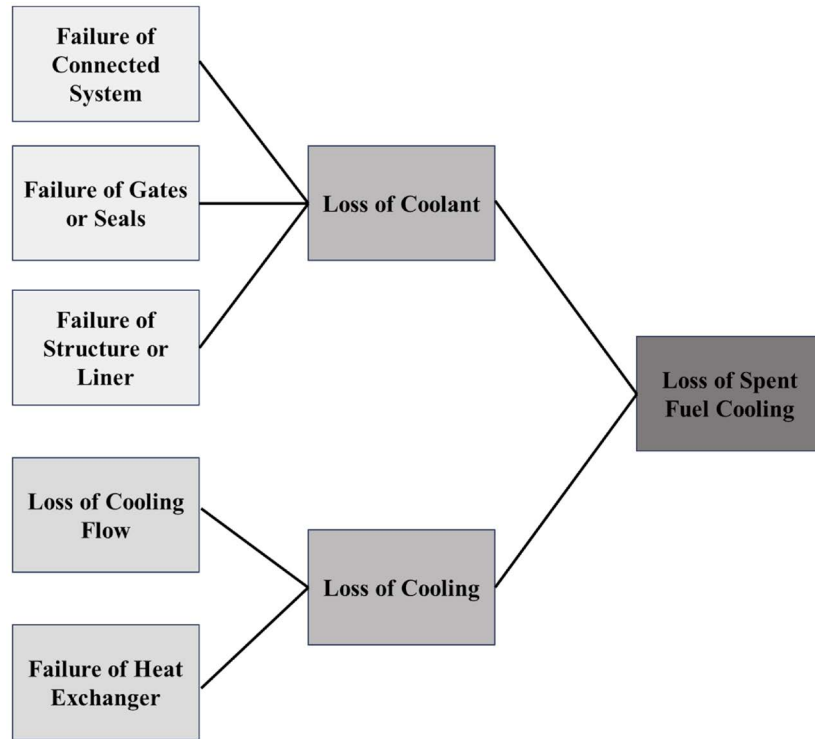 Failure of
Connected
System
Failure of Gates
or Seals
Failure of
Structure or
Liner
Loss of Coolant
Loss of Cooling
Flow
Failure of Heat
Exchanger
Loss of Cooling
Loss of Spent
Fuel Cooling